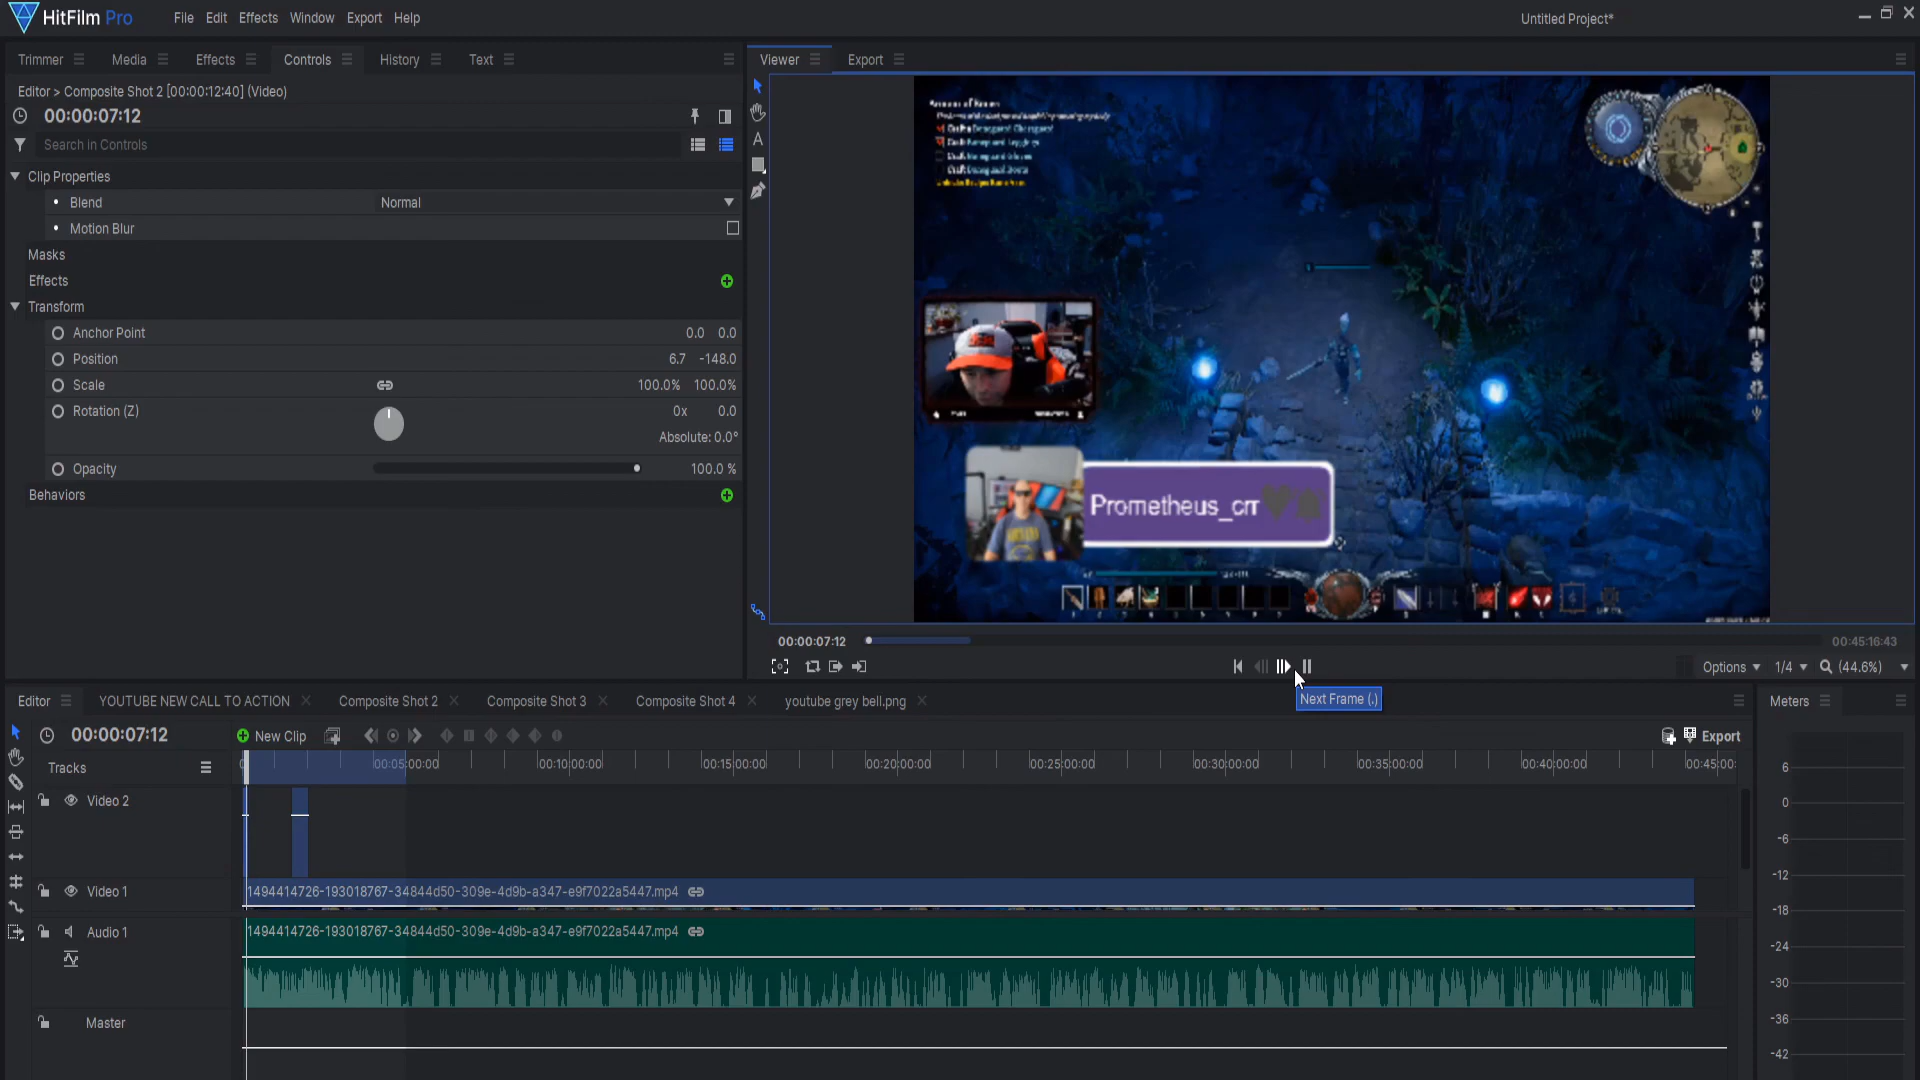 HitFilm Pro
File Edit Effects Window Export Help
Untitled Project*
Trimmer Media Effects Controls History Text
Viewer Export
Editor > Composite Shot 2 [00:00:12:40] (Video)
00:00:07:12
Search in Controls
Clip Properties
Blend Normal
Motion Blur
Masks
Effects
Transform
Anchor Point 0.0 0.0
Position 6.7 -148.0
Scale 100.0% 100.0%
Rotation (Z) 0x 0.0
Absolute: 0.0°
Opacity 100.0 %
Behaviors
A
Prometheus_crr
00:00:07:12
00:45:16:43
Options 1/4 (44.6%)
Next Frame (.)
Editor YOUTUBE NEW CALL TO ACTION Composite Shot 2 Composite Shot 3 Composite Shot 4 youtube grey bell.png
Meters
00:00:07:12 New Clip Export
Tracks
00:05:00:00 00:10:00:00 00:15:00:00 00:20:00:00 00:25:00:00 00:30:00:00 00:35:00:00 00:40:00:00 00:45:00:
Video 2
Video 1
1494414726-193018767-34844d50-309e-4d9b-a347-e9f7022a5447.mp4
Audio 1
1494414726-193018767-34844d50-309e-4d9b-a347-e9f7022a5447.mp4
Master
6
0
-6
-12
-18
-24
-30
-36
-42